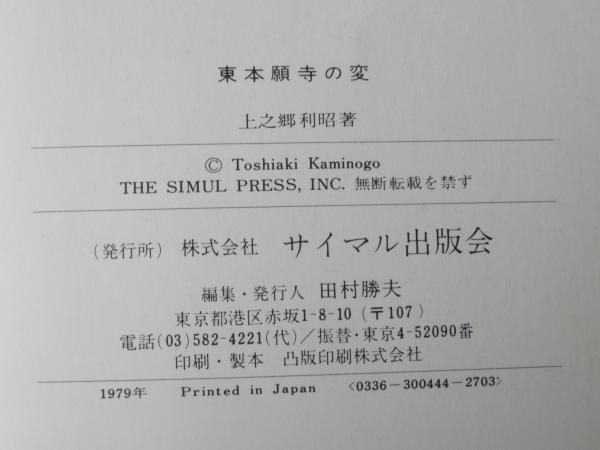 東本願寺の変
上之郷利昭著
© Toshiaki Kaminogo
THE SIMUL PRESS, INC. 無断転載を禁ず
(発行所) 株式会社 サイマル出版会
編集・発行人 田村勝夫
東京都港区赤坂1-8-10(〒107)
電話(03)582-4221(代)/振替・東京4-52090番
印刷・製本 凸版印刷株式会社
1979年 Printed in Japan 〈0336-300444-2703〉